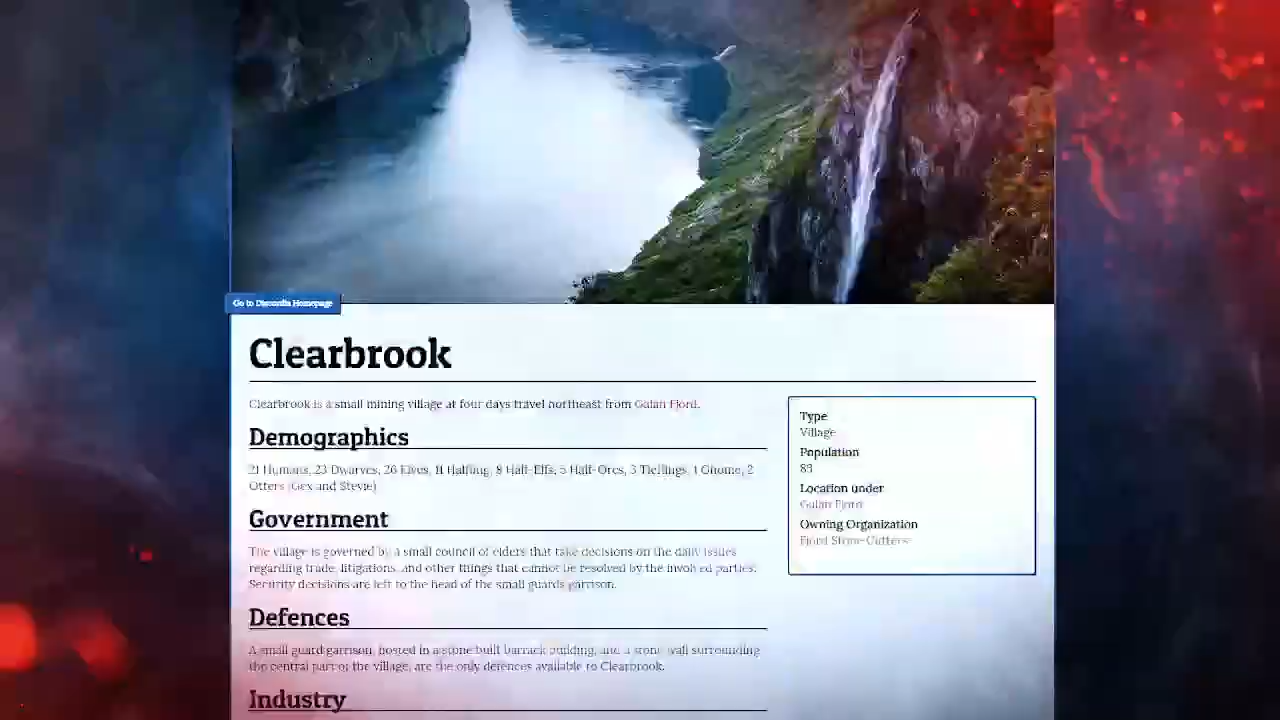 Go to Discordia Homepage
Clearbrook
Clearbrook is a small mining village at four days travel northeast from Galan Fjord.
Demographics
21 Humans, 23 Dwarves, 26 Elves, 11 Halfling, 8 Half-Elfs, 5 Half-Orcs, 3 Tieflings, 1 Gnome, 2
Otters (Gex and Stevie)
Government
The village is governed by a small council of elders that take decisions on the daily issues
regarding trade, litigations, and other things that cannot be resolved by the involved parties.
Security decisions are left to the head of the small guards garrison.
Defences
A small guard garrison, hosted in a stone built barrack building, and a stone wall surrounding
the central part of the village, are the only defences available to Clearbrook.
Industry
Type
Village
Population
Location under
Galan Fjord
Owning Organization
Fjord Stone-Cutters